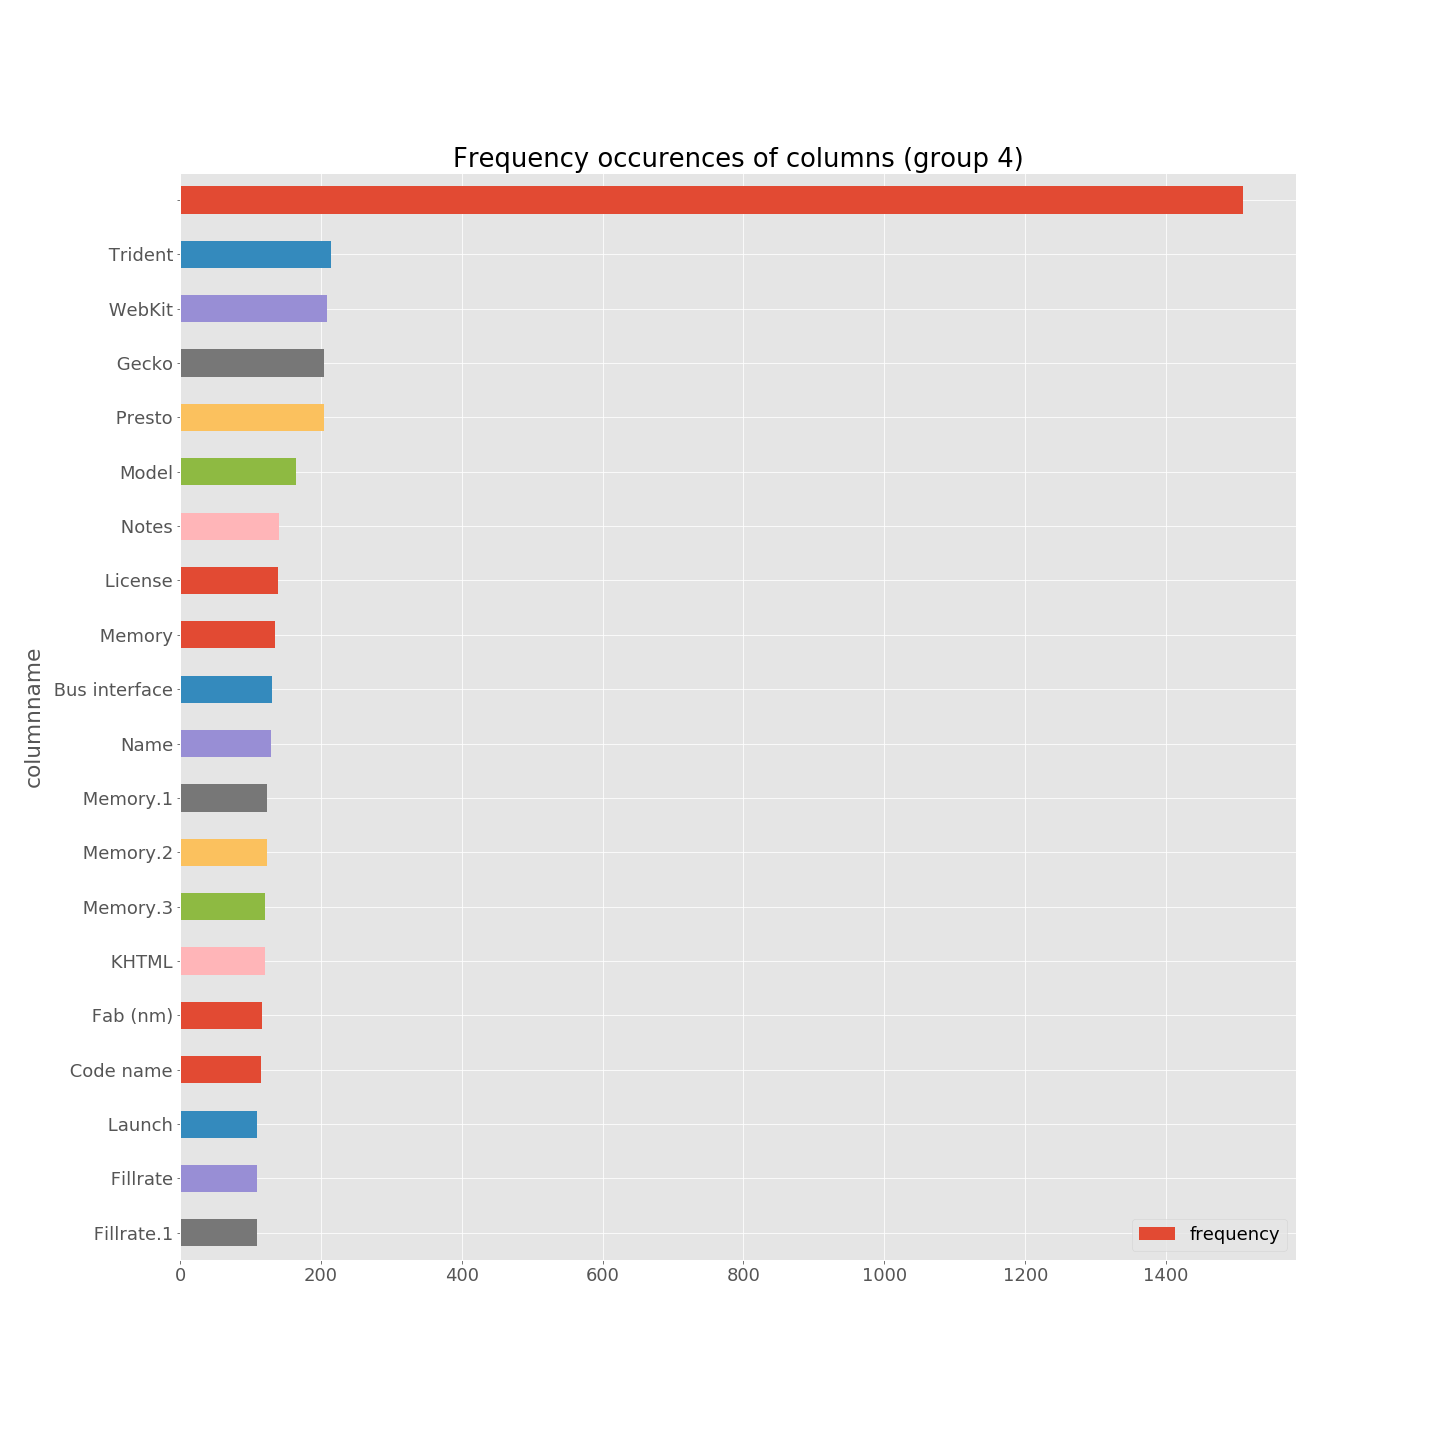 Frequency occurences of columns (group 4)
columnname
Trident
WebKit
Gecko
Presto
Model
Notes
License
Memory
Bus interface
Name
Memory.1
Memory.2
Memory.3
KHTML
Fab (nm)
Code name
Launch
Fillrate
Fillrate.1
frequency
0 200 400 600 800 1000 1200 1400